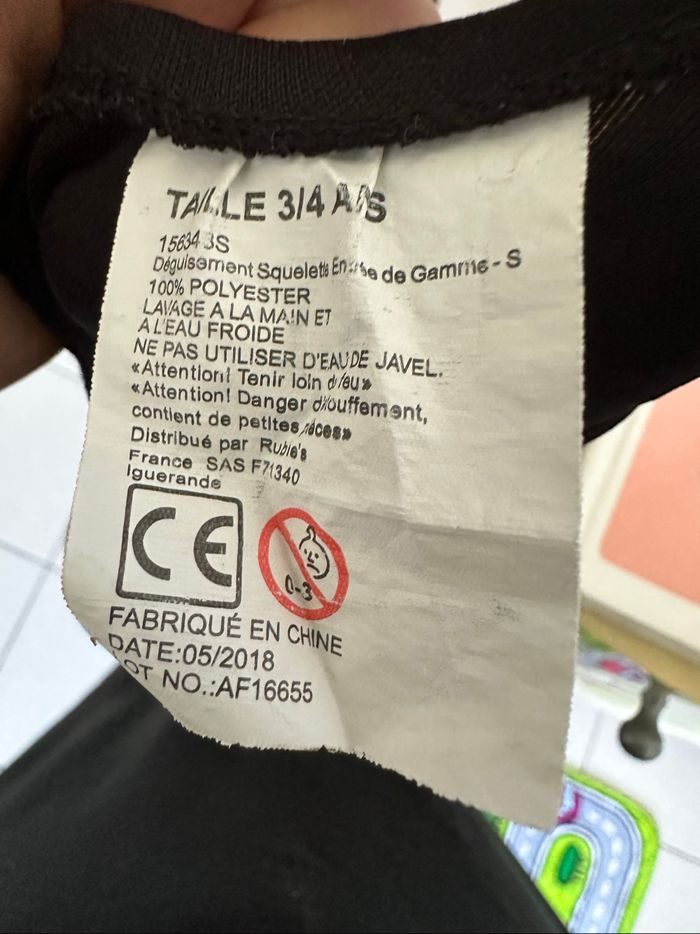 TAILLE 3/4 ANS
Déguisement Squelette Entrée de Gamme - S
100% POLYESTER
LAVAGE A LA MAIN ET
A L'EAU FROIDE
NE PAS UTILISER D'EAU DE JAVEL.
«Attention! Tenir loin du feu»
«Attention! Danger d'étouffement,
contient de petites pièces»
Distribué par Rubie's
France SAS F71340
Iguerande
CE
0-3
FABRIQUÉ EN CHINE
DATE:05/2018
LOT NO.:AF16655